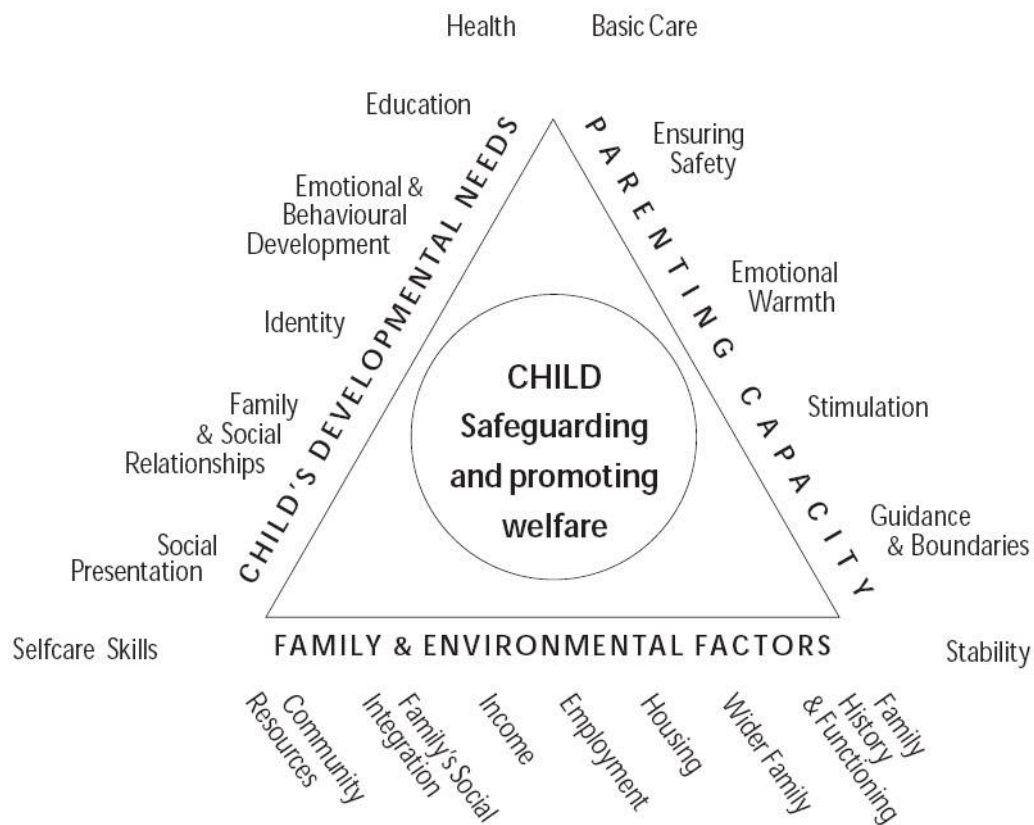 Health
Education
Emotional &
Behavioural
Development
Identity
Family
& Social
Relationships
Social
Presentation
Selfcare Skills
CHILD'S DEVELOPMENTAL NEEDS
Basic Care
Ensuring
Safety
Emotional
Warmth
Stimulation
Guidance
& Boundaries
Stability
PARENTING CAPACITY
CHILD
Safeguarding
and promoting
welfare
FAMILY & ENVIRONMENTAL FACTORS
Community
Resources
Family's Social
Integration
Income
Employment
Housing
Wider Family
Family
History
& Functioning